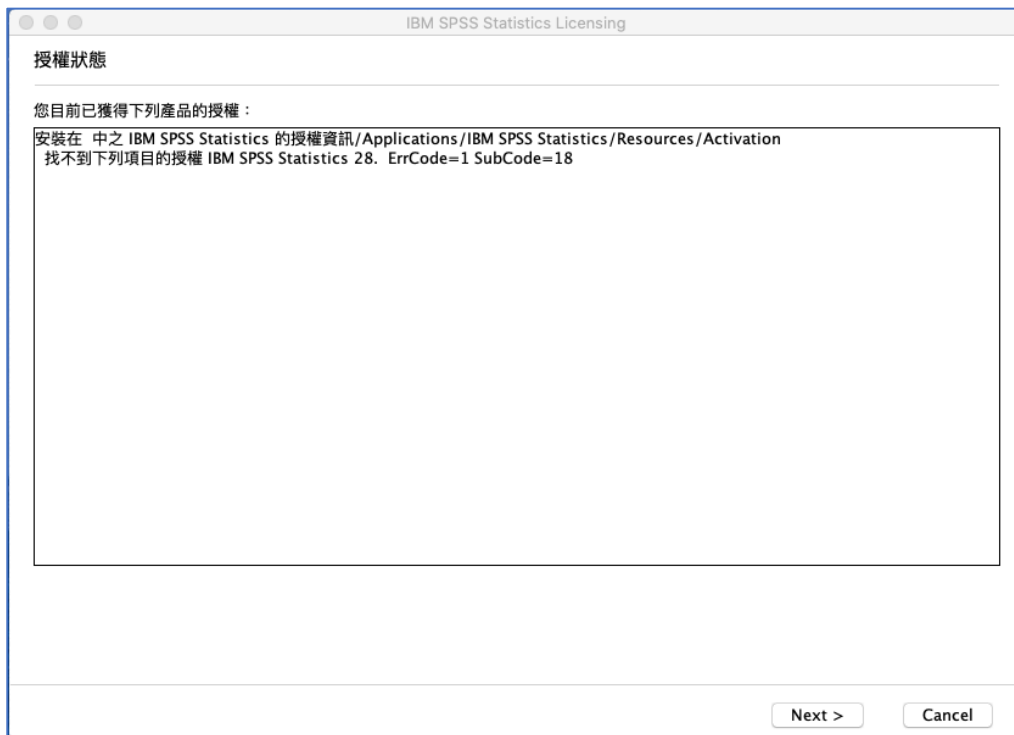 IBM SPSS Statistics Licensing
授權狀態
您目前已獲得下列產品的授權：
安裝在 中之 IBM SPSS Statistics 的授權資訊/Applications/IBM SPSS Statistics/Resources/Activation
找不到下列項目的授權 IBM SPSS Statistics 28. ErrCode=1 SubCode=18
Next >
Cancel